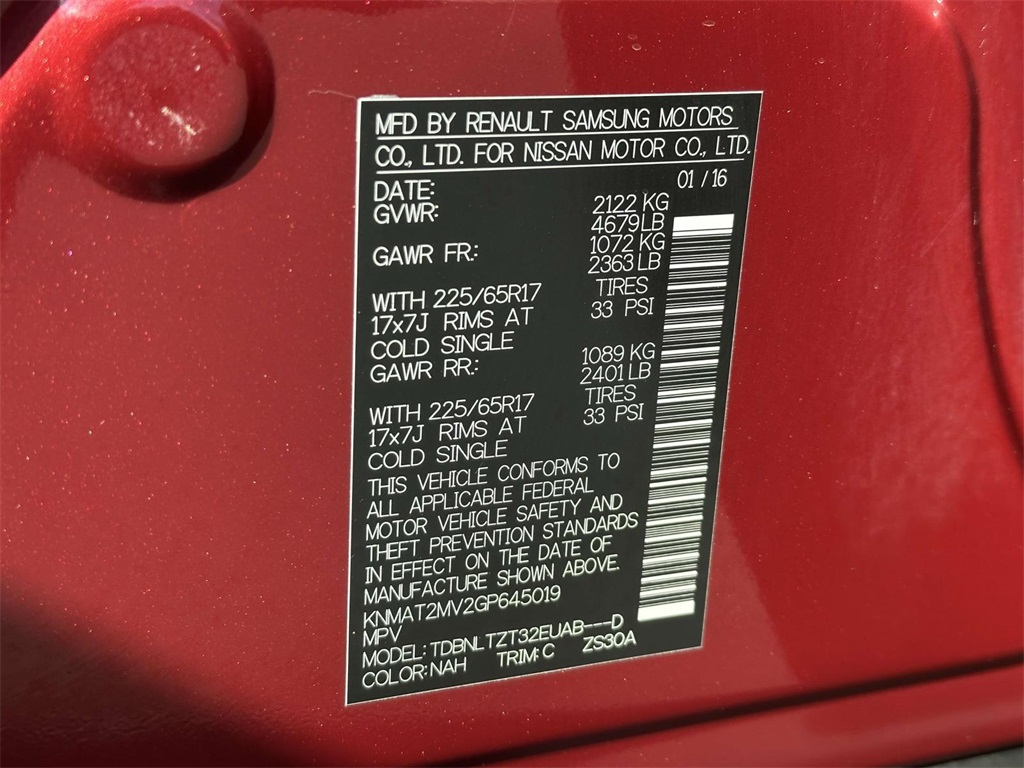 MFD BY RENAULT SAMSUNG MOTORS
CO., LTD. FOR NISSAN MOTOR CO., LTD.
DATE: 01 / 16
GVWR: 2122 KG
4679 LB
GAWR FR.: 1072 KG
2363 LB
WITH 225/65R17 TIRES
17x7J RIMS AT 33 PSI
COLD SINGLE
GAWR RR.: 1089 KG
2401 LB
WITH 225/65R17 TIRES
17x7J RIMS AT 33 PSI
COLD SINGLE
THIS VEHICLE CONFORMS TO
ALL APPLICABLE FEDERAL
MOTOR VEHICLE SAFETY AND
THEFT PREVENTION STANDARDS
IN EFFECT ON THE DATE OF
MANUFACTURE SHOWN ABOVE.
KNMAT2MV2GP645019
MPV
MODEL: TDBNLTZT32EUAB---D
COLOR: NAH TRIM: C ZS30A